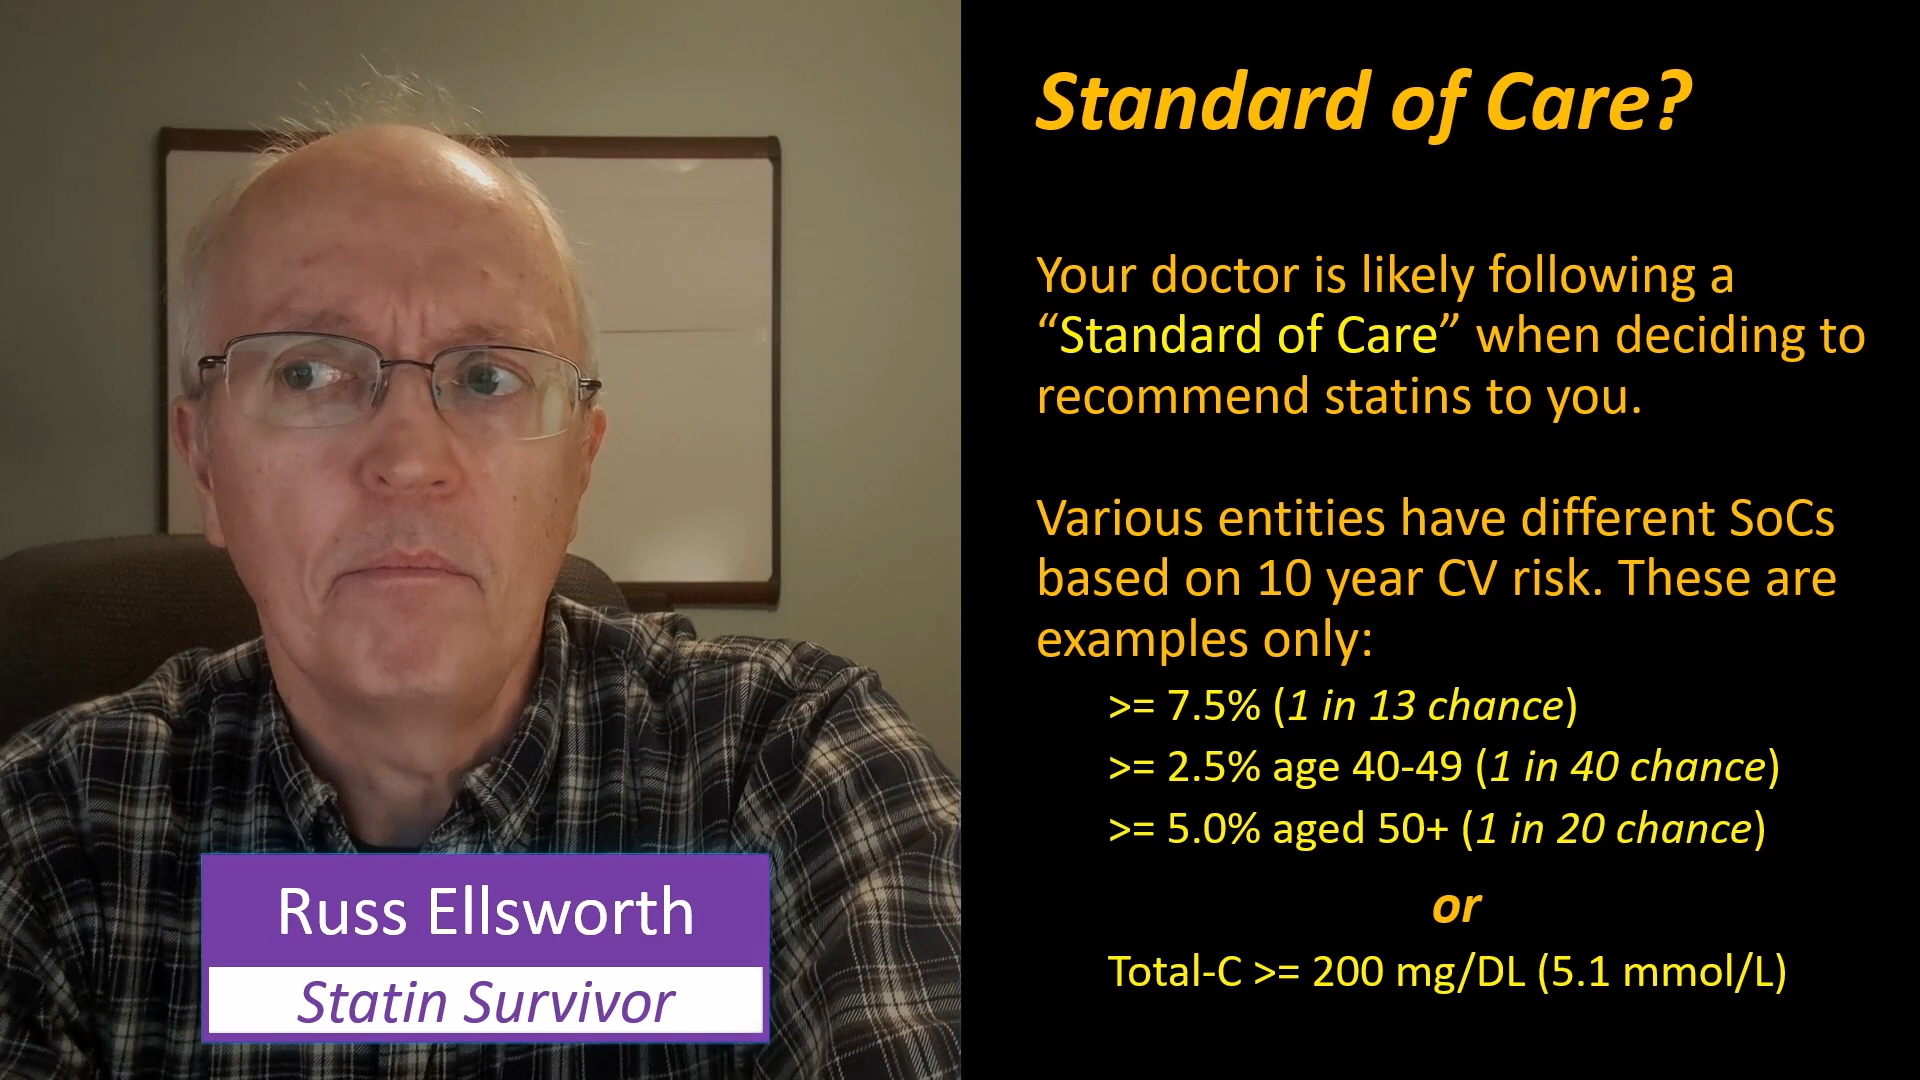 Standard of Care?
Your doctor is likely following a
“Standard of Care” when deciding to
recommend statins to you.
Various entities have different SoCs
based on 10 year CV risk. These are
examples only:
>= 7.5% (1 in 13 chance)
>= 2.5% age 40-49 (1 in 40 chance)
>= 5.0% aged 50+ (1 in 20 chance)
or
Total-C >= 200 mg/DL (5.1 mmol/L)
Russ Ellsworth
Statin Survivor